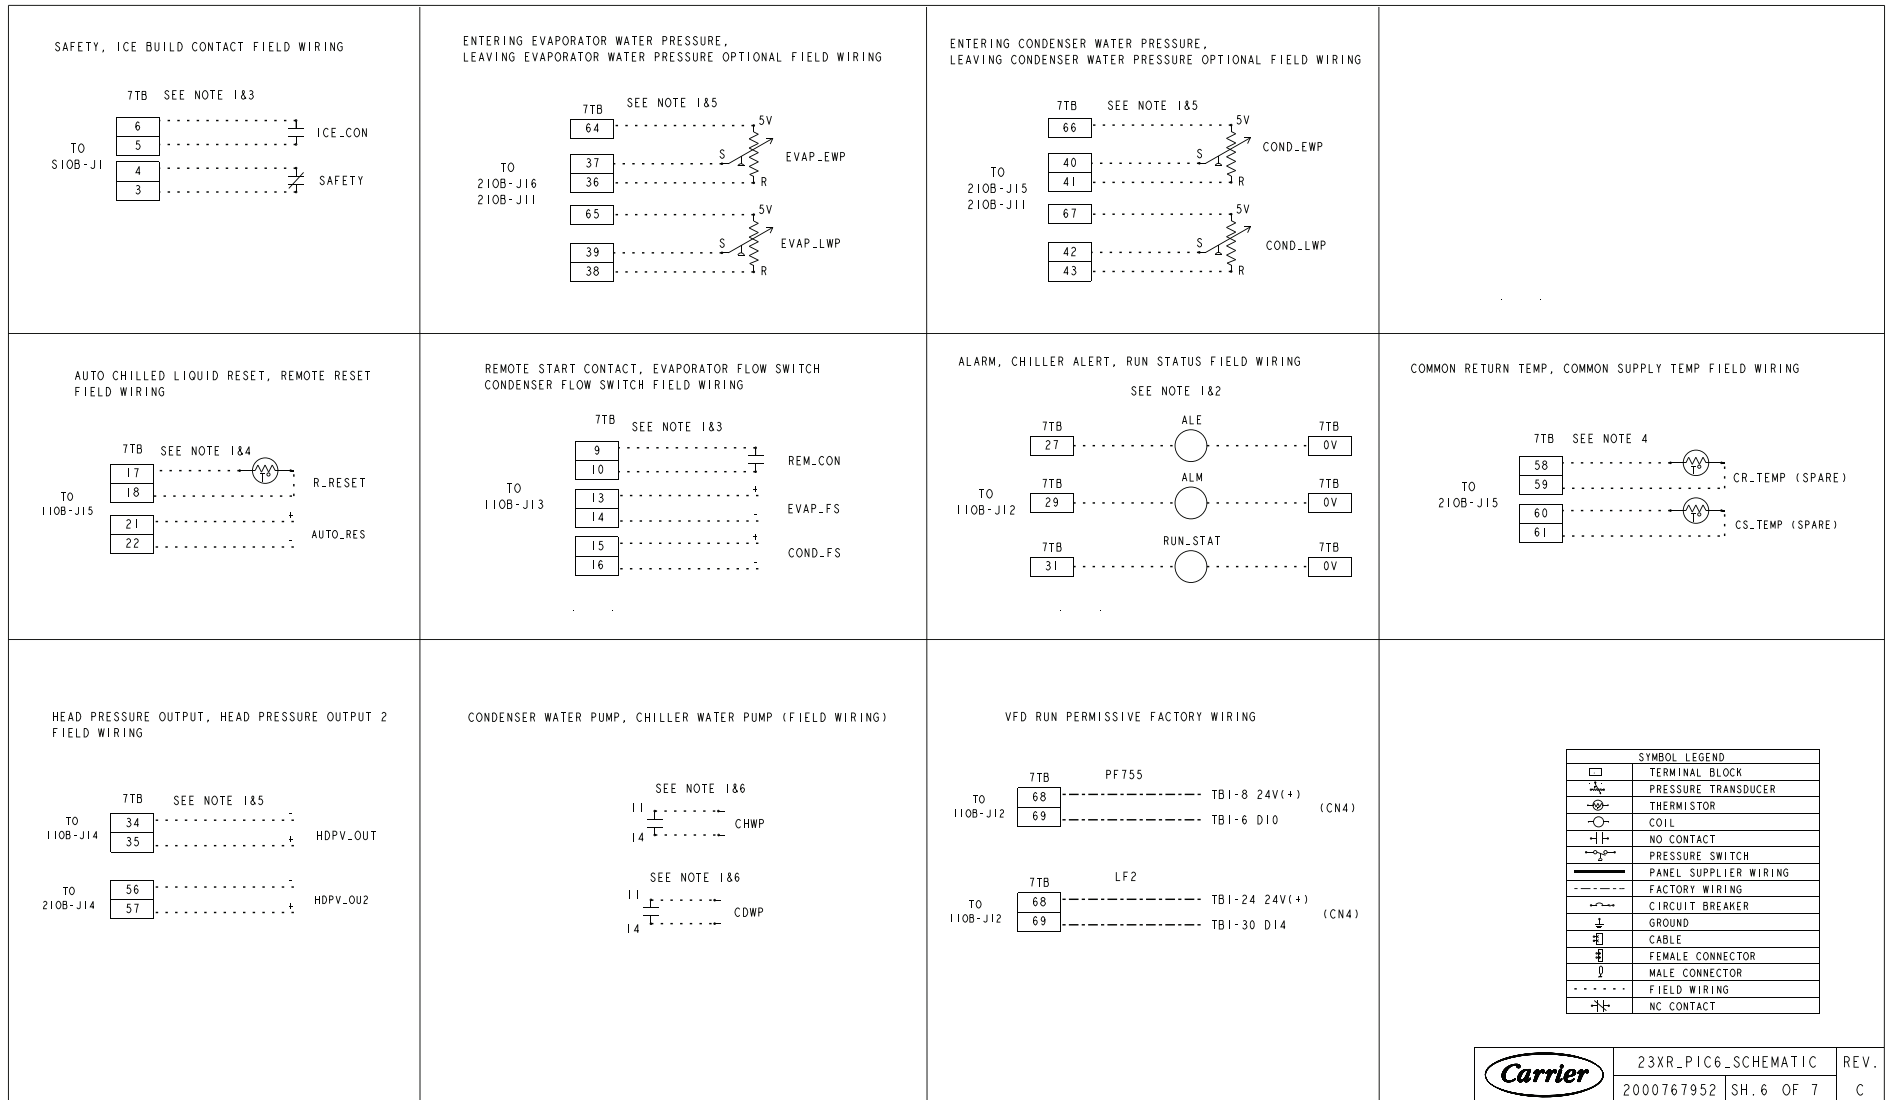 SAFETY, ICE BUILD CONTACT FIELD WIRING
7TB SEE NOTE 1&3
6
5
4
3
TO
SIOB-J1
ICE_CON
SAFETY
ENTERING EVAPORATOR WATER PRESSURE,
LEAVING EVAPORATOR WATER PRESSURE OPTIONAL FIELD WIRING
7TB
SEE NOTE 1&5
64
37
36
65
39
38
TO
2IOB-J16
2IOB-J11
5V
S
R
EVAP_EWP
5V
S
R
EVAP_LWP
ENTERING CONDENSER WATER PRESSURE,
LEAVING CONDENSER WATER PRESSURE OPTIONAL FIELD WIRING
7TB
SEE NOTE 1&5
66
40
41
67
42
43
TO
2IOB-J15
2IOB-J11
5V
S
R
COND_EWP
5V
S
R
COND_LWP
AUTO CHILLED LIQUID RESET, REMOTE RESET
FIELD WIRING
7TB SEE NOTE 1&4
17
18
21
22
TO
1IOB-J15
T°
R_RESET
+
-
AUTO_RES
REMOTE START CONTACT, EVAPORATOR FLOW SWITCH
CONDENSER FLOW SWITCH FIELD WIRING
7TB
SEE NOTE 1&3
9
10
13
14
15
16
TO
1IOB-J13
REM_CON
+
-
EVAP_FS
+
-
COND_FS
ALARM, CHILLER ALERT, RUN STATUS FIELD WIRING
SEE NOTE 1&2
TO
1IOB-J12
7TB ALE 7TB
27 0V
7TB ALM 7TB
29 0V
7TB RUN_STAT 7TB
31 0V
COMMON RETURN TEMP, COMMON SUPPLY TEMP FIELD WIRING
7TB SEE NOTE 4
58
59
60
61
TO
2IOB-J15
T°
CR_TEMP (SPARE)
T°
CS_TEMP (SPARE)
HEAD PRESSURE OUTPUT, HEAD PRESSURE OUTPUT 2
FIELD WIRING
7TB SEE NOTE 1&5
TO
1IOB-J14
34
35
-
+
HDPV_OUT
TO
2IOB-J14
56
57
-
+
HDPV_OU2
CONDENSER WATER PUMP, CHILLER WATER PUMP (FIELD WIRING)
SEE NOTE 1&6
11
14
CHWP
SEE NOTE 1&6
11
14
CDWP
VFD RUN PERMISSIVE FACTORY WIRING
7TB PF755
TO
1IOB-J12
68
69
TB1-8 24V(+)
TB1-6 DI0
(CN4)
7TB LF2
TO
1IOB-J12
68
69
TB1-24 24V(+)
TB1-30 DI4
(CN4)
SYMBOL LEGEND
TERMINAL BLOCK
PRESSURE TRANSDUCER
THERMISTOR
COIL
NO CONTACT
PRESSURE SWITCH
PANEL SUPPLIER WIRING
FACTORY WIRING
CIRCUIT BREAKER
GROUND
CABLE
FEMALE CONNECTOR
MALE CONNECTOR
FIELD WIRING
NC CONTACT
Carrier
23XR_PIC6_SCHEMATIC
REV.
2000767952
SH.6 OF 7
C